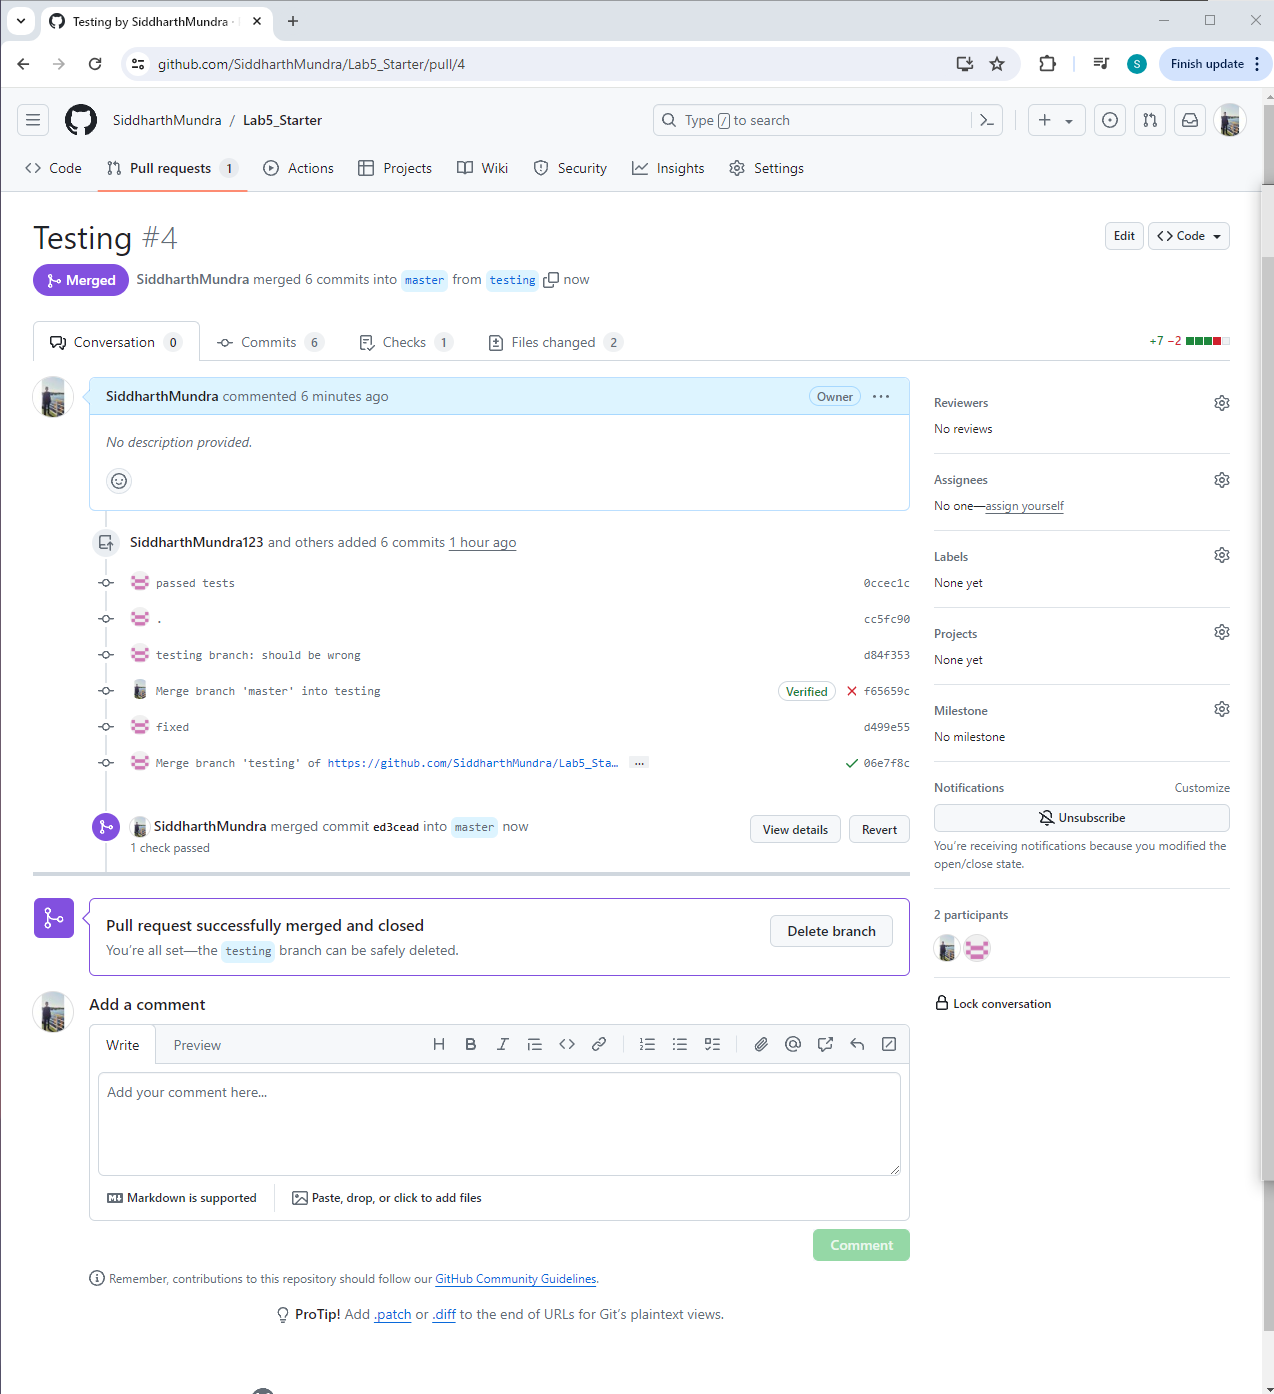 Testing by SiddharthMundra ·
Finish update
github.com/SiddharthMundra/Lab5_Starter/pull/4
S
SiddharthMundra / Lab5_Starter
Type / to search
Code
Pull requests 1
Actions
Projects
Wiki
Security
Insights
Settings
Testing #4
Edit
Code
Merged
SiddharthMundra merged 6 commits into master from testing now
Conversation 0
Commits 6
Checks 1
Files changed 2
+7 −2
SiddharthMundra commented 6 minutes ago
Owner
No description provided.
SiddharthMundra123 and others added 6 commits 1 hour ago
passed tests 0ccec1c
. cc5fc90
testing branch: should be wrong d84f353
Merge branch 'master' into testing Verified f65659c
fixed d499e55
Merge branch 'testing' of https://github.com/SiddharthMundra/Lab5_Sta… … 06e7f8c
SiddharthMundra merged commit ed3cead into master now
1 check passed
View details
Revert
Pull request successfully merged and closed
You're all set—the testing branch can be safely deleted.
Delete branch
Add a comment
Write
Preview
Add your comment here...
Markdown is supported
Paste, drop, or click to add files
Comment
Remember, contributions to this repository should follow our GitHub Community Guidelines.
ProTip! Add .patch or .diff to the end of URLs for Git's plaintext views.
Reviewers
No reviews
Assignees
No one—assign yourself
Labels
None yet
Projects
None yet
Milestone
No milestone
Notifications
Customize
Unsubscribe
You're receiving notifications because you modified the
open/close state.
2 participants
Lock conversation